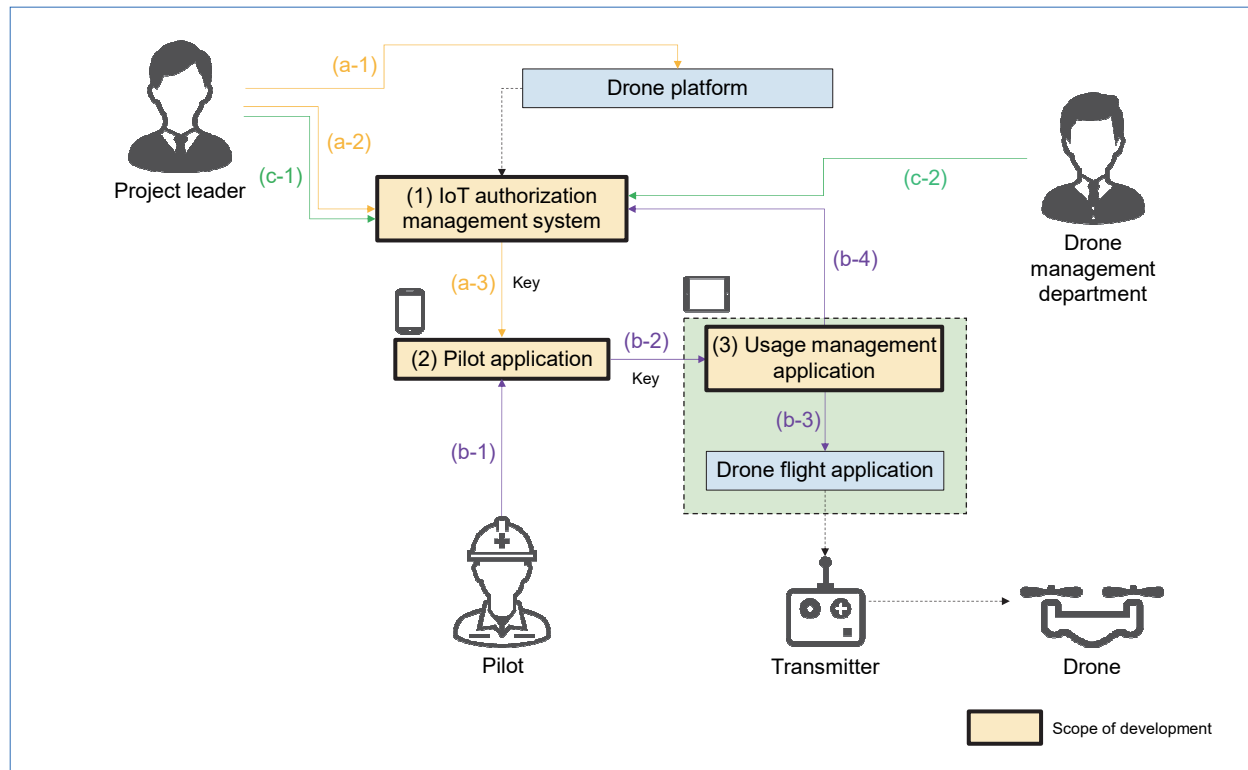 (a-1)
Drone platform
(a-2)
Project leader
(c-1)
(c-2)
(1) IoT authorization
management system
Drone
management
department
(b-4)
(a-3)
Key
(b-2)
(3) Usage management
application
(2) Pilot application
Key
(b-3)
(b-1)
Drone flight application
Pilot
Transmitter
Drone
Scope of development